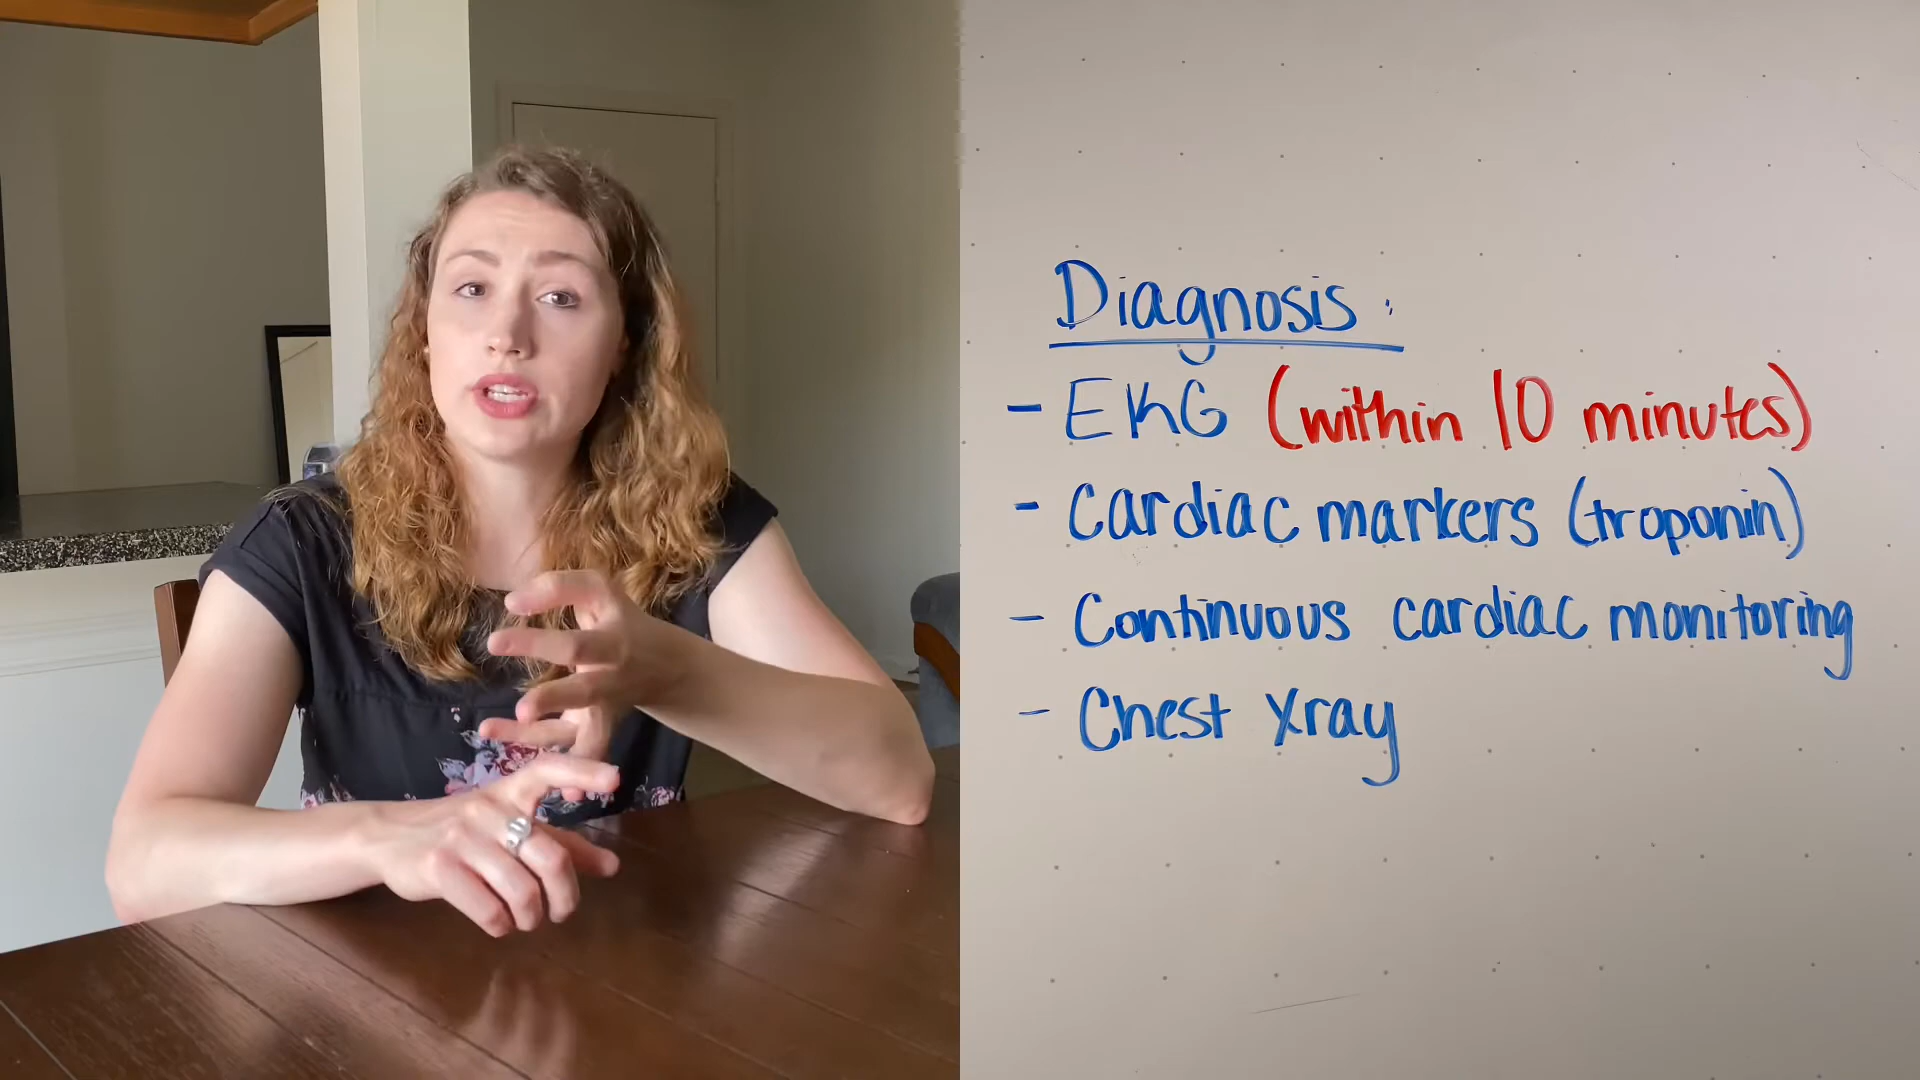 Diagnosis:
- EKG (within 10 minutes)
- Cardiac markers (troponin)
- Continuous cardiac monitoring
- Chest Xray